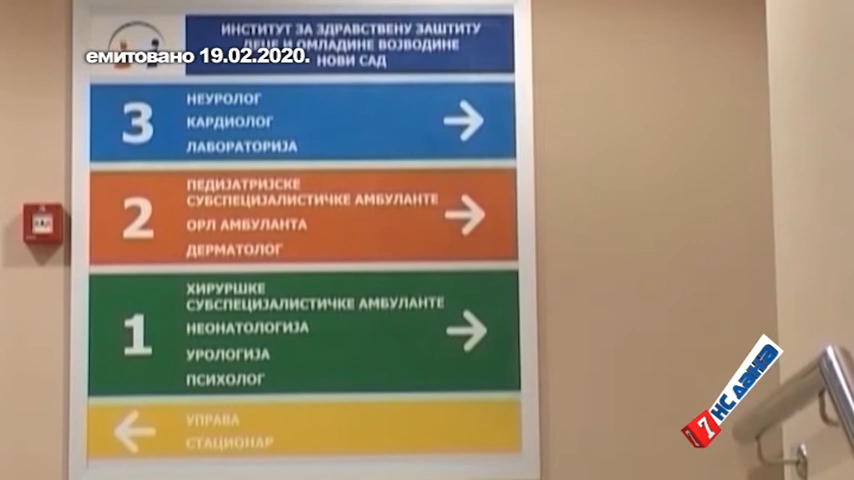 ИНСТИТУТ ЗА ЗДРАВСТВЕНУ ЗАШТИТУ
ДЕЦЕ И ОМЛАДИНЕ ВОЈВОДИНЕ
НОВИ САД
емитовано 19.02.2020.
3
НЕУРОЛОГ
КАРДИОЛОГ
ЛАБОРАТОРИЈА
2
ПЕДИЈАТРИЈСКЕ
СУБСПЕЦИЈАЛИСТИЧКЕ АМБУЛАНТЕ
ОРЛ АМБУЛАНТА
ДЕРМАТОЛОГ
1
ХИРУРШКЕ
СУБСПЕЦИЈАЛИСТИЧКЕ АМБУЛАНТЕ
НЕОНАТОЛОГИЈА
УРОЛОГИЈА
ПСИХОЛОГ
УПРАВА
СТАЦИОНАР
7 НС дана